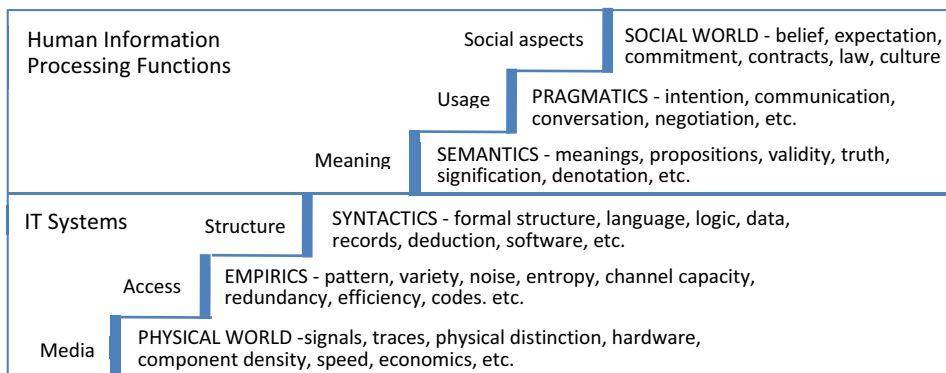 Human Information
Processing Functions
Social aspects
SOCIAL WORLD - belief, expectation,
commitment, contracts, law, culture
Usage
PRAGMATICS - intention, communication,
conversation, negotiation, etc.
Meaning
SEMANTICS - meanings, propositions, validity, truth,
signification, denotation, etc.
IT Systems
Structure
SYNTACTICS - formal structure, language, logic, data,
records, deduction, software, etc.
Access
EMPIRICS - pattern, variety, noise, entropy, channel capacity,
redundancy, efficiency, codes. etc.
Media
PHYSICAL WORLD -signals, traces, physical distinction, hardware,
component density, speed, economics, etc.